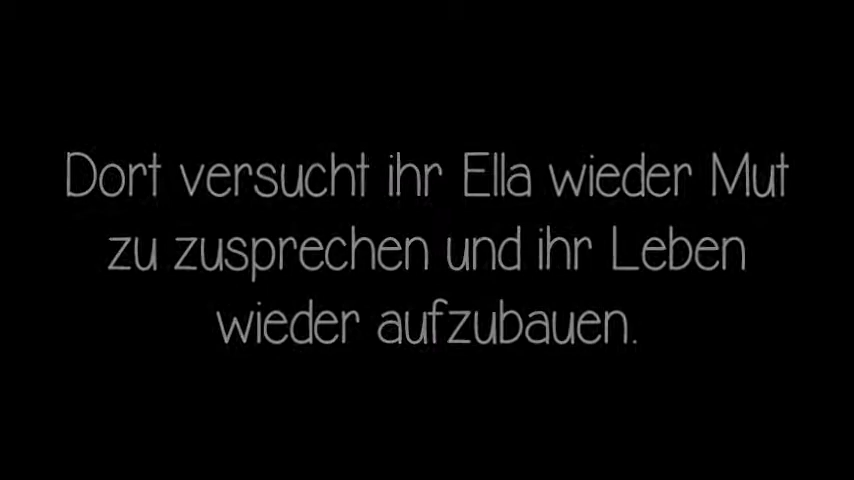 Dort versucht ihr Ella wieder Mut
zu zusprechen und ihr Leben
wieder aufzubauen.